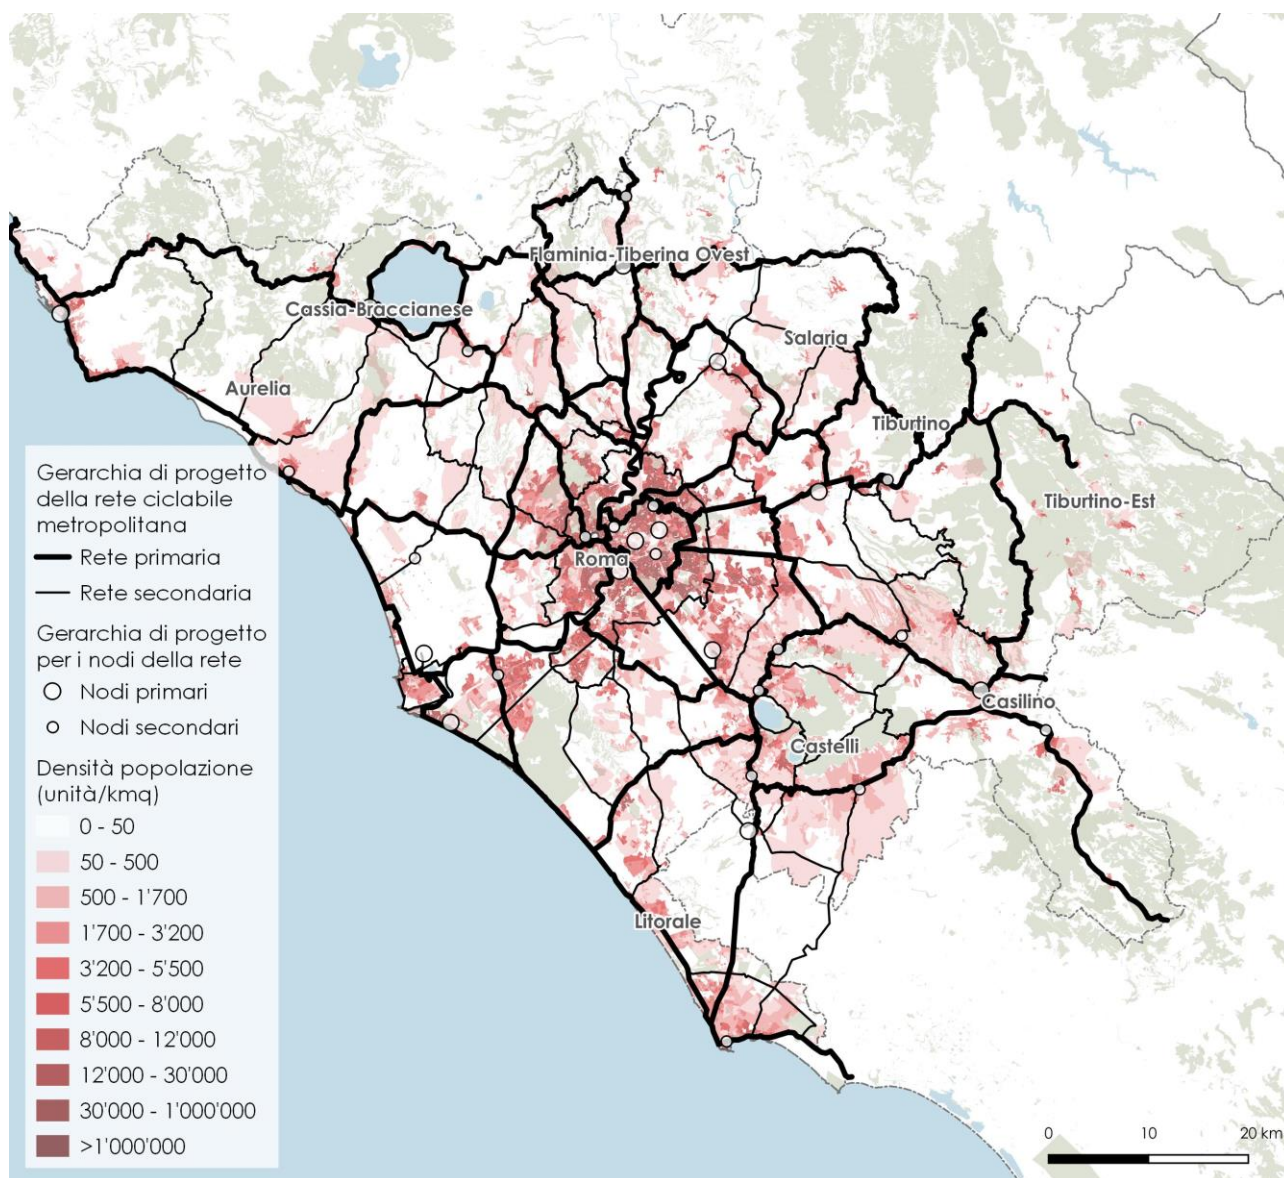 Flaminia-Tiberina Ovest
Cassia-Braccianese
Salaria
Aurelia
Tiburtino
Tiburtino-Est
Roma
Casilino
Castelli
Litorale
Gerarchia di progetto
della rete ciclabile
metropolitana
Rete primaria
Rete secondaria
Gerarchia di progetto
per i nodi della rete
Nodi primari
Nodi secondari
Densità popolazione
(unità/kmq)
0 - 50
50 - 500
500 - 1'700
1'700 - 3'200
3'200 - 5'500
5'500 - 8'000
8'000 - 12'000
12'000 - 30'000
30'000 - 1'000'000
>1'000'000
0 10 20 km